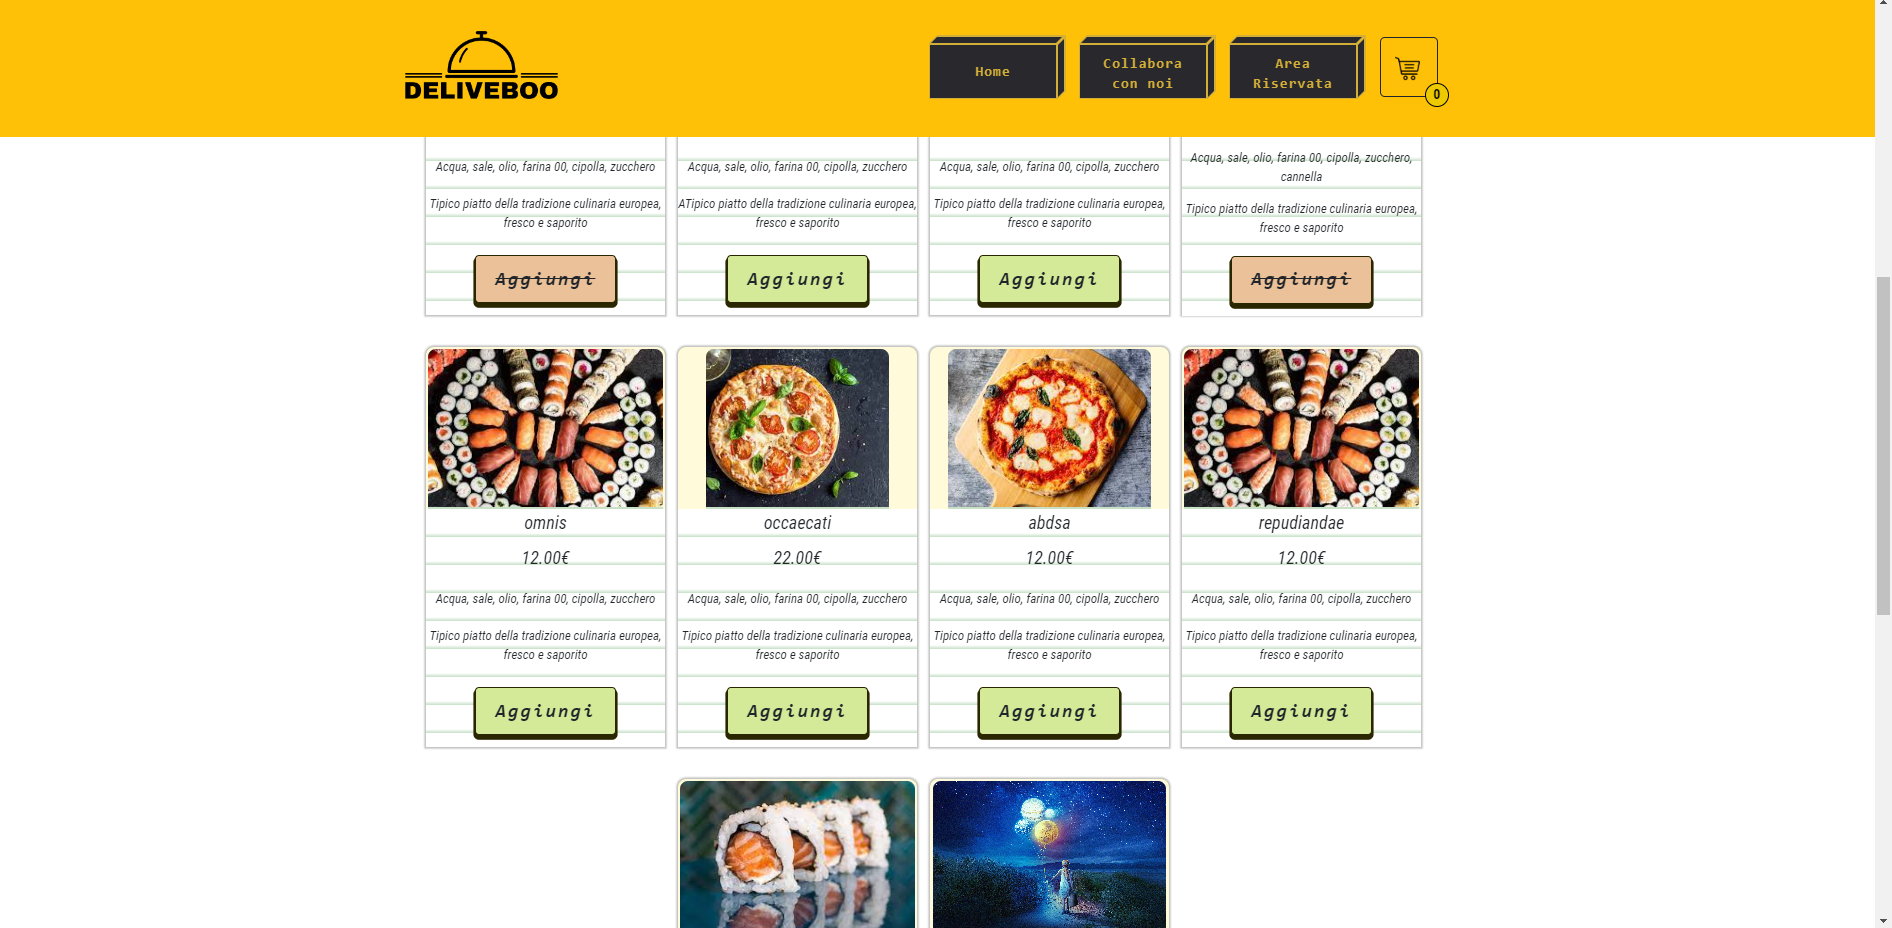 DELIVEBOO
Home
Collabora
con noi
Area
Riservata
0
Acqua, sale, olio, farina 00, cipolla, zucchero
Tipico piatto della tradizione culinaria europea,
fresco e saporito
Aggiungi
Acqua, sale, olio, farina 00, cipolla, zucchero
ATipico piatto della tradizione culinaria europea,
fresco e saporito
Aggiungi
Acqua, sale, olio, farina 00, cipolla, zucchero
Tipico piatto della tradizione culinaria europea,
fresco e saporito
Aggiungi
Acqua, sale, olio, farina 00, cipolla, zucchero,
cannella
Tipico piatto della tradizione culinaria europea,
fresco e saporito
Aggiungi
omnis
12.00€
Acqua, sale, olio, farina 00, cipolla, zucchero
Tipico piatto della tradizione culinaria europea,
fresco e saporito
Aggiungi
occaecati
22.00€
Acqua, sale, olio, farina 00, cipolla, zucchero
Tipico piatto della tradizione culinaria europea,
fresco e saporito
Aggiungi
abdsa
12.00€
Acqua, sale, olio, farina 00, cipolla, zucchero
Tipico piatto della tradizione culinaria europea,
fresco e saporito
Aggiungi
repudiandae
12.00€
Acqua, sale, olio, farina 00, cipolla, zucchero
Tipico piatto della tradizione culinaria europea,
fresco e saporito
Aggiungi